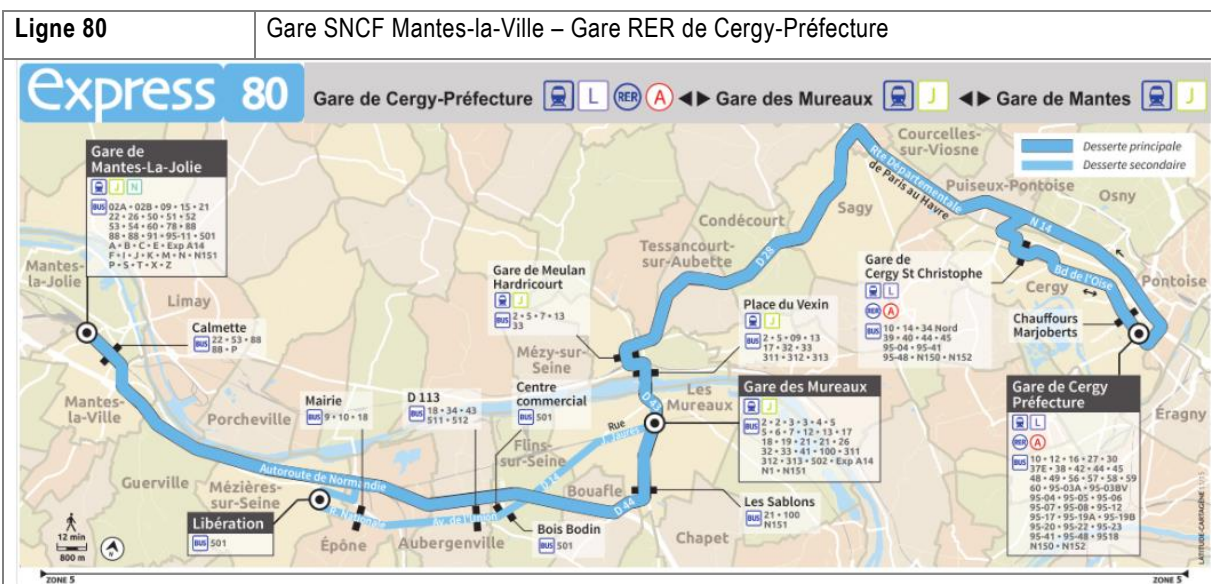 Ligne 80
Gare SNCF Mantes-la-Ville – Gare RER de Cergy-Préfecture
express 80
Gare de Cergy-Préfecture L RER A ◄► Gare des Mureaux J ◄► Gare de Mantes J
Desserte principale
Desserte secondaire
Gare de
Mantes-La-Jolie
J N
BUS 02A • 02B • 09 • 15 • 21
22 • 26 • 50 • 51 • 52
53 • 54 • 60 • 78 • 88
88 • 88 • 91 • 95-11 • 501
A • B • C • E • Exp A14
F • I • J • K • M • N • N151
P • S • T • X • Z
Mantes-
la-Jolie
Limay
Calmette
BUS 22 • 53 • 88
88 • P
Mantes-
la-Ville
Porcheville
Guerville
Mézières-
sur-Seine
Autoroute de Normandie
Libération
BUS 501
R. Nationale
Mairie
BUS 9 • 10 • 18
Épône
D 113
BUS 18 • 34 • 43
511 • 512
Av. de l'Union
Aubergenville
Centre
commercial
BUS 501
Flins-
sur-Seine
Rue
J. Jaurès
Bois Bodin
BUS 501
Bouafle
D 44
Les Sablons
BUS 21 • 100
N151
Chapet
Gare de Meulan
Hardricourt
J
BUS 2 • 5 • 7 • 13
33
Mézy-sur-
Seine
Place du Vexin
J
BUS 2 • 5 • 09 • 13
17 • 32 • 33
311 • 312 • 313
D 43
Les
Mureaux
Gare des Mureaux
J
BUS 2 • 2 • 3 • 3 • 4 • 5
5 • 6 • 7 • 12 • 13 • 17
18 • 19 • 21 • 21 • 26
32 • 33 • 41 • 100 • 311
312 • 313 • 502 • Exp A14
N1 • N151
Tessancourt-
sur-Aubette
Condécourt
D 28
Sagy
Courcelles-
sur-Viosne
Rte Départementale
de Paris au Havre
Puiseux-Pontoise
Osny
N 14
Gare de
Cergy St Christophe
L
RER A
BUS 10 • 14 • 34 Nord
39 • 40 • 44 • 45
95-04 • 95-41
95-48 • N150 • N152
Bd de l'Oise
Cergy
Pontoise
Chauffours
Marjoberts
Éragny
Gare de Cergy
Préfecture
L
RER A
BUS 10 • 12 • 16 • 27 • 30
37E • 38 • 42 • 44 • 45
48 • 49 • 56 • 57 • 58 • 59
60 • 95-03A • 95-03BV
95-04 • 95-05 • 95-06
95-07 • 95-08 • 95-12
95-17 • 95-19A • 95-19B
95-20 • 95-22 • 95-23
95-41 • 95-48 • 9518
N150 • N152
12 min
800 m
N
ZONE 5
ZONE 5